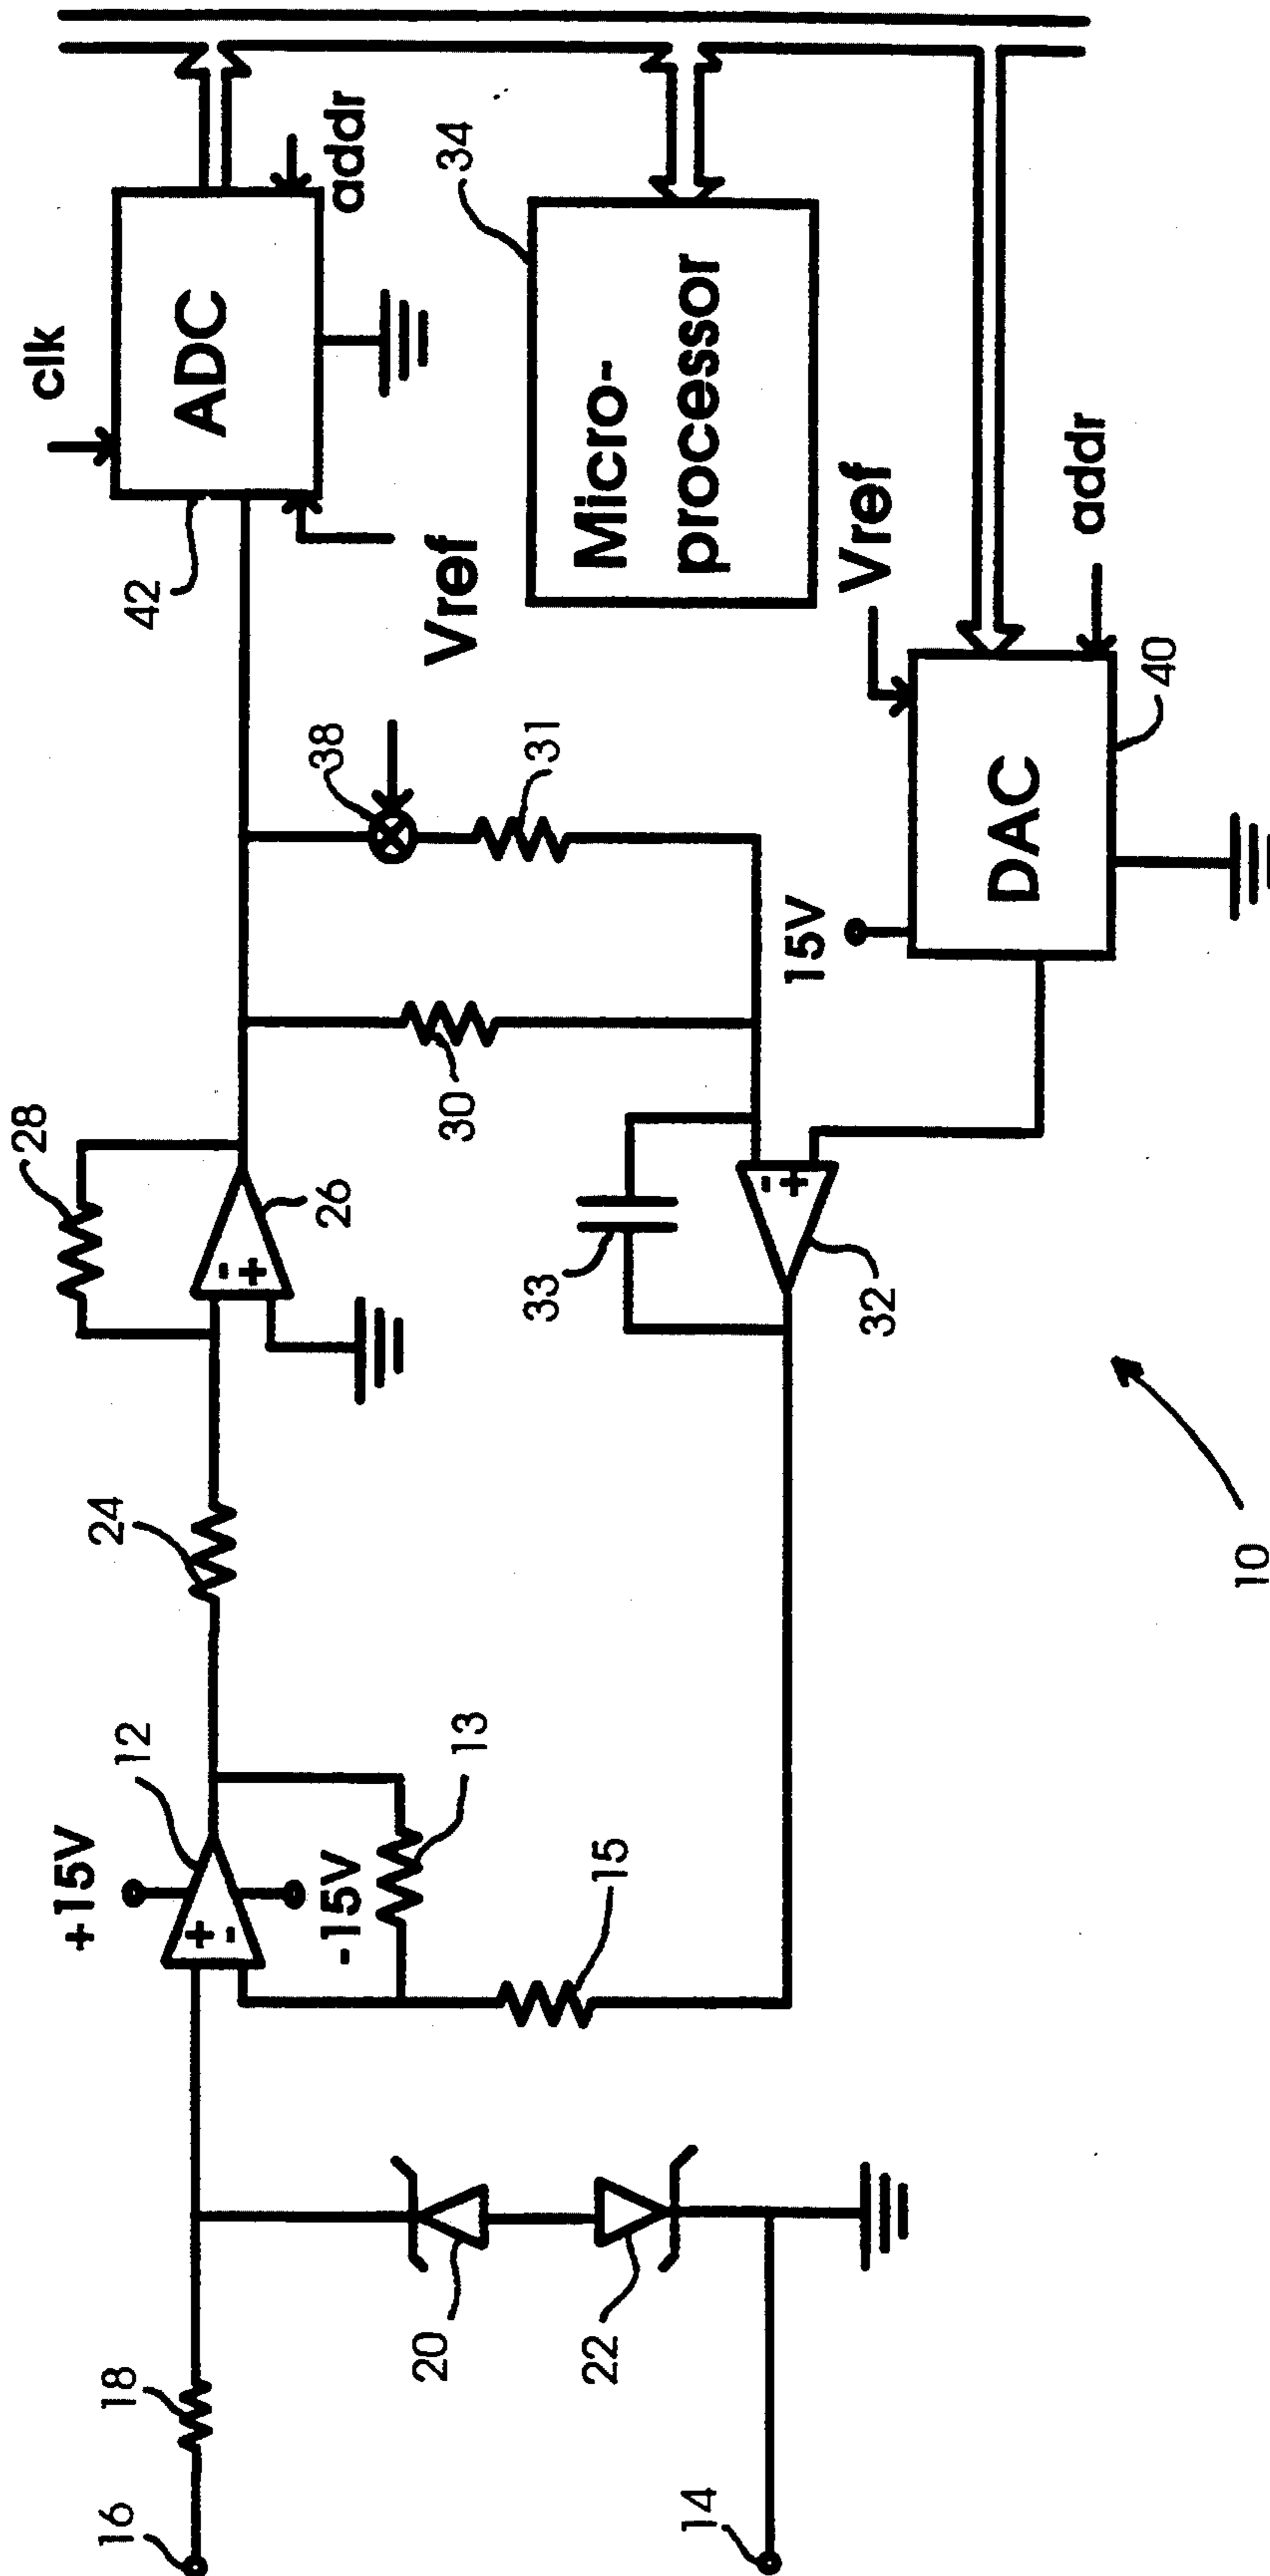 16
18
20
22
14
+15V
12
-15V
13
15
24
28
26
30
33
32
38
31
42
clk
ADC
addr
Vref
34
Micro-
processor
15V
Vref
DAC
addr
40
10